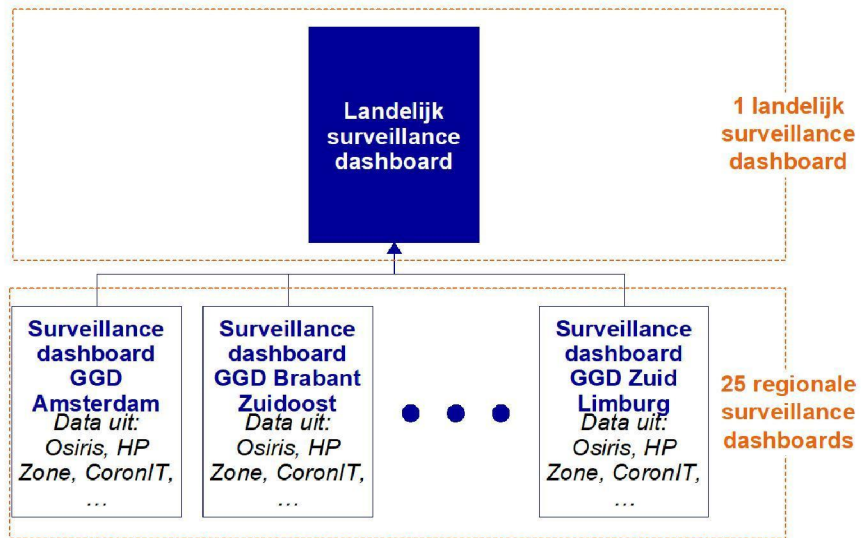 Landelijk
surveillance
dashboard
1 landelijk
surveillance
dashboard
Surveillance
dashboard
GGD
Amsterdam
Data uit:
Osiris, HP
Zone, CoronIT,
...
Surveillance
dashboard
GGD Brabant
Zuidoost
Data uit:
Osiris, HP
Zone, CoronIT,
...
Surveillance
dashboard
GGD Zuid
Limburg
Data uit:
Osiris, HP
Zone, CoronIT,
...
25 regionale
surveillance
dashboards